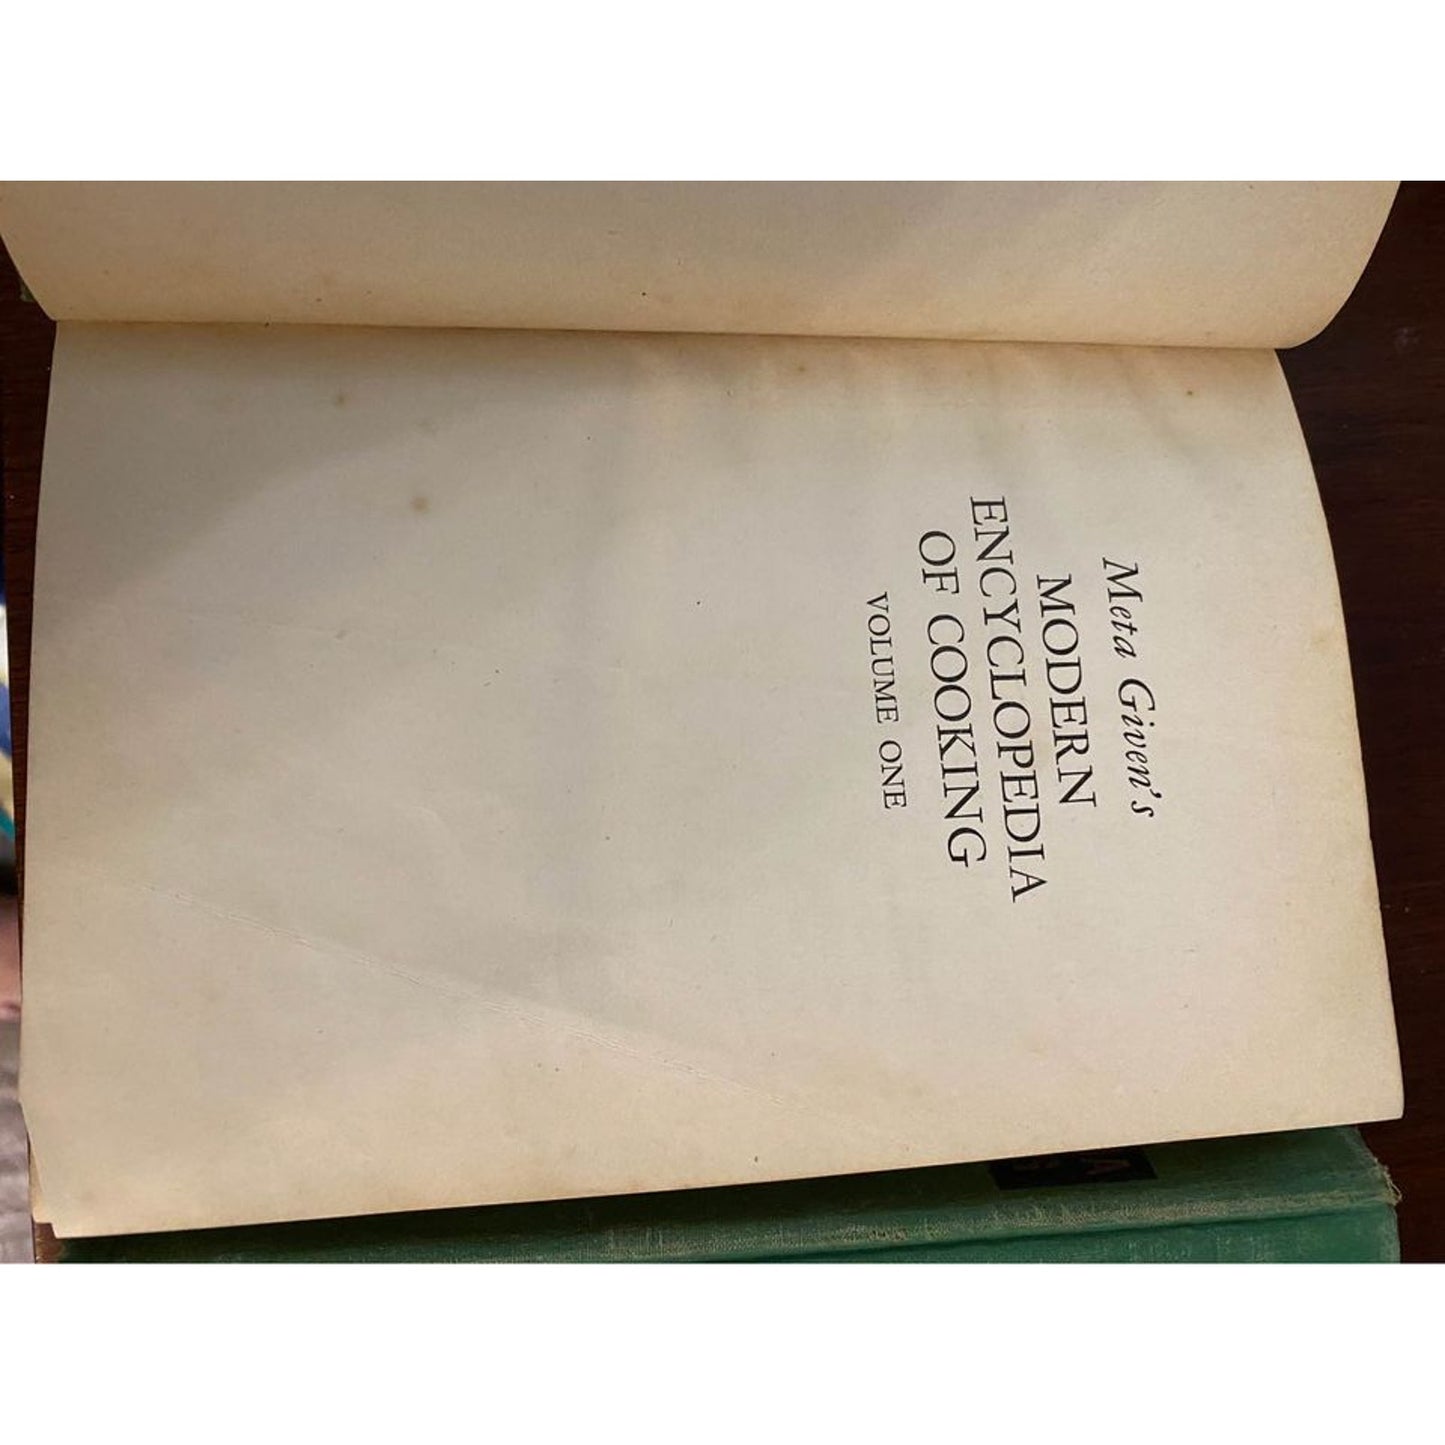 Meta Given's
MODERN
ENCYCLOPEDIA
OF COOKING
VOLUME ONE